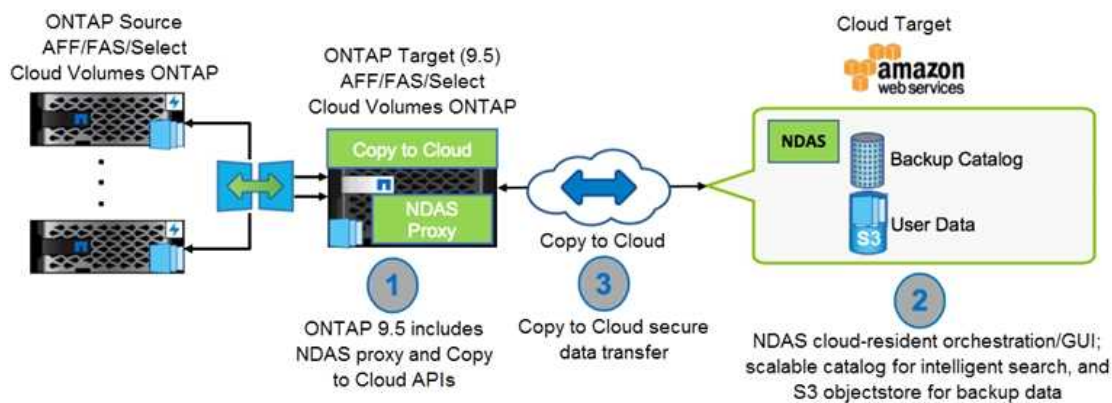 ONTAP Source
AFF/FAS/Select
Cloud Volumes ONTAP
ONTAP Target (9.5)
AFF/FAS/Select
Cloud Volumes ONTAP
Copy to Cloud
NDAS
Proxy
1
ONTAP 9.5 includes
NDAS proxy and Copy
to Cloud APIs
Copy to Cloud
3
Copy to Cloud secure
data transfer
Cloud Target
amazon
web services
NDAS
Backup Catalog
User Data
S3
2
NDAS cloud-resident orchestration/GUI;
scalable catalog for intelligent search, and
S3 objectstore for backup data